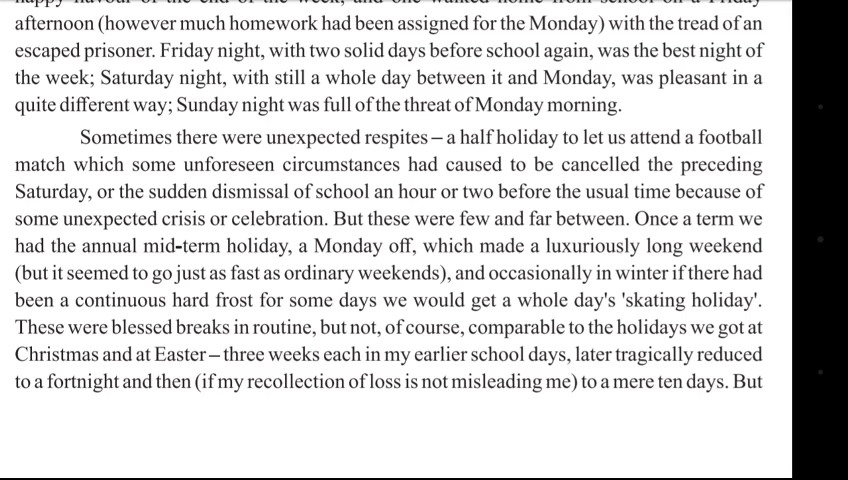 afternoon (however much homework had been assigned for the Monday) with the tread of an
escaped prisoner. Friday night, with two solid days before school again, was the best night of
the week; Saturday night, with still a whole day between it and Monday, was pleasant in a
quite different way; Sunday night was full of the threat of Monday morning.
Sometimes there were unexpected respites – a half holiday to let us attend a football
match which some unforeseen circumstances had caused to be cancelled the preceding
Saturday, or the sudden dismissal of school an hour or two before the usual time because of
some unexpected crisis or celebration. But these were few and far between. Once a term we
had the annual mid-term holiday, a Monday off, which made a luxuriously long weekend
(but it seemed to go just as fast as ordinary weekends), and occasionally in winter if there had
been a continuous hard frost for some days we would get a whole day's 'skating holiday'.
These were blessed breaks in routine, but not, of course, comparable to the holidays we got at
Christmas and at Easter – three weeks each in my earlier school days, later tragically reduced
to a fortnight and then (if my recollection of loss is not misleading me) to a mere ten days. But